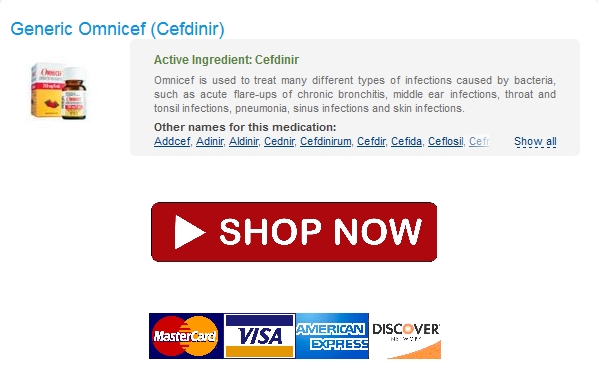 Generic Omnicef (Cefdinir)
Active Ingredient: Cefdinir
Omnicef is used to treat many different types of infections caused by bacteria,
such as acute flare-ups of chronic bronchitis, middle ear infections, throat and
tonsil infections, pneumonia, sinus infections and skin infections.
Other names for this medication:
Addcef, Adinir, Aldinir, Cednir, Cefdinirum, Cefdir, Cefida, Ceflosil, Show all
OMNICEF
SHOP NOW
MasterCard VISA AMERICAN EXPRESS DISCOVER NETWORK